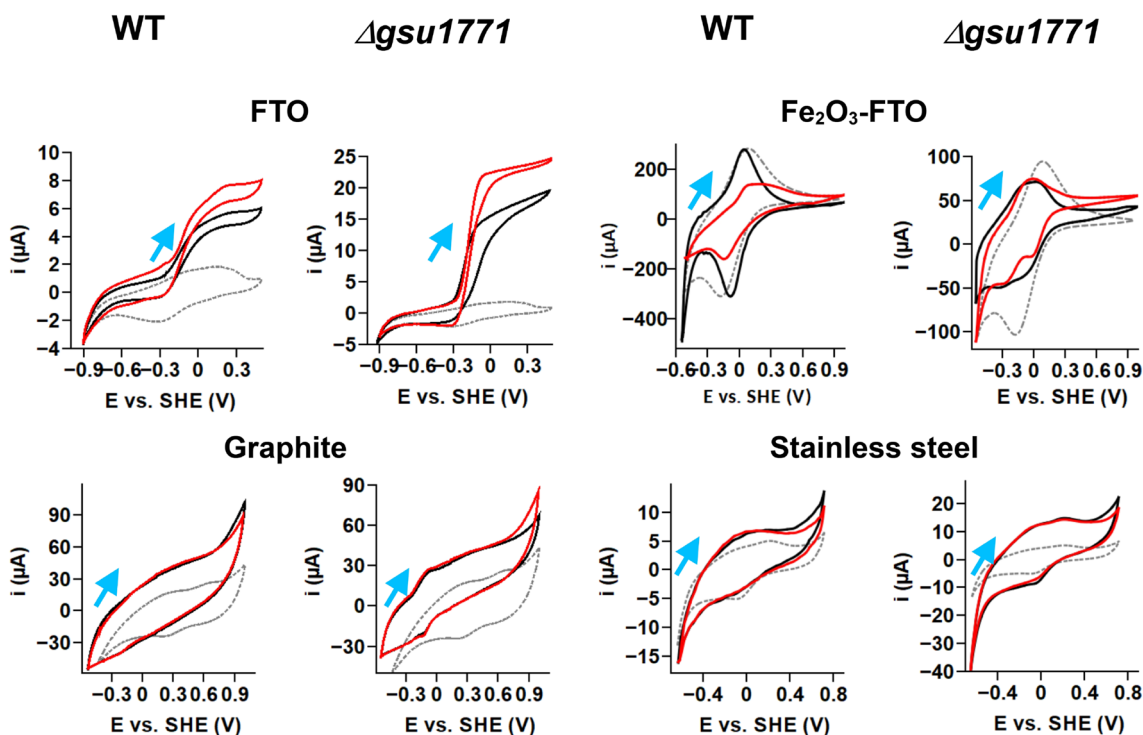 WT
Δgsu1771
WT
Δgsu1771
FTO
Fe₂O₃-FTO
10
8
6
4
2
0
−2
−4
i (µA)
−0.9 −0.6 −0.3 0 0.3
E vs. SHE (V)
25
20
15
10
5
0
−5
i (µA)
−0.9 −0.6 −0.3 0 0.3
E vs. SHE (V)
200
0
−200
−400
i (µA)
−0.6 −0.3 0 0.3 0.6 0.9
E vs. SHE (V)
100
50
0
−50
−100
i (µA)
−0.3 0 0.3 0.6 0.9
E vs. SHE (V)
Graphite
Stainless steel
90
60
30
0
−30
i (µA)
−0.3 0 0.3 0.6 0.9
E vs. SHE (V)
90
60
30
0
−30
i (µA)
−0.3 0 0.3 0.6 0.9
E vs. SHE (V)
10
5
0
−5
−10
−15
i (µA)
−0.4 0 0.4 0.8
E vs. SHE (V)
20
10
0
−10
−20
−30
−40
i (µA)
−0.4 0 0.4 0.8
E vs. SHE (V)